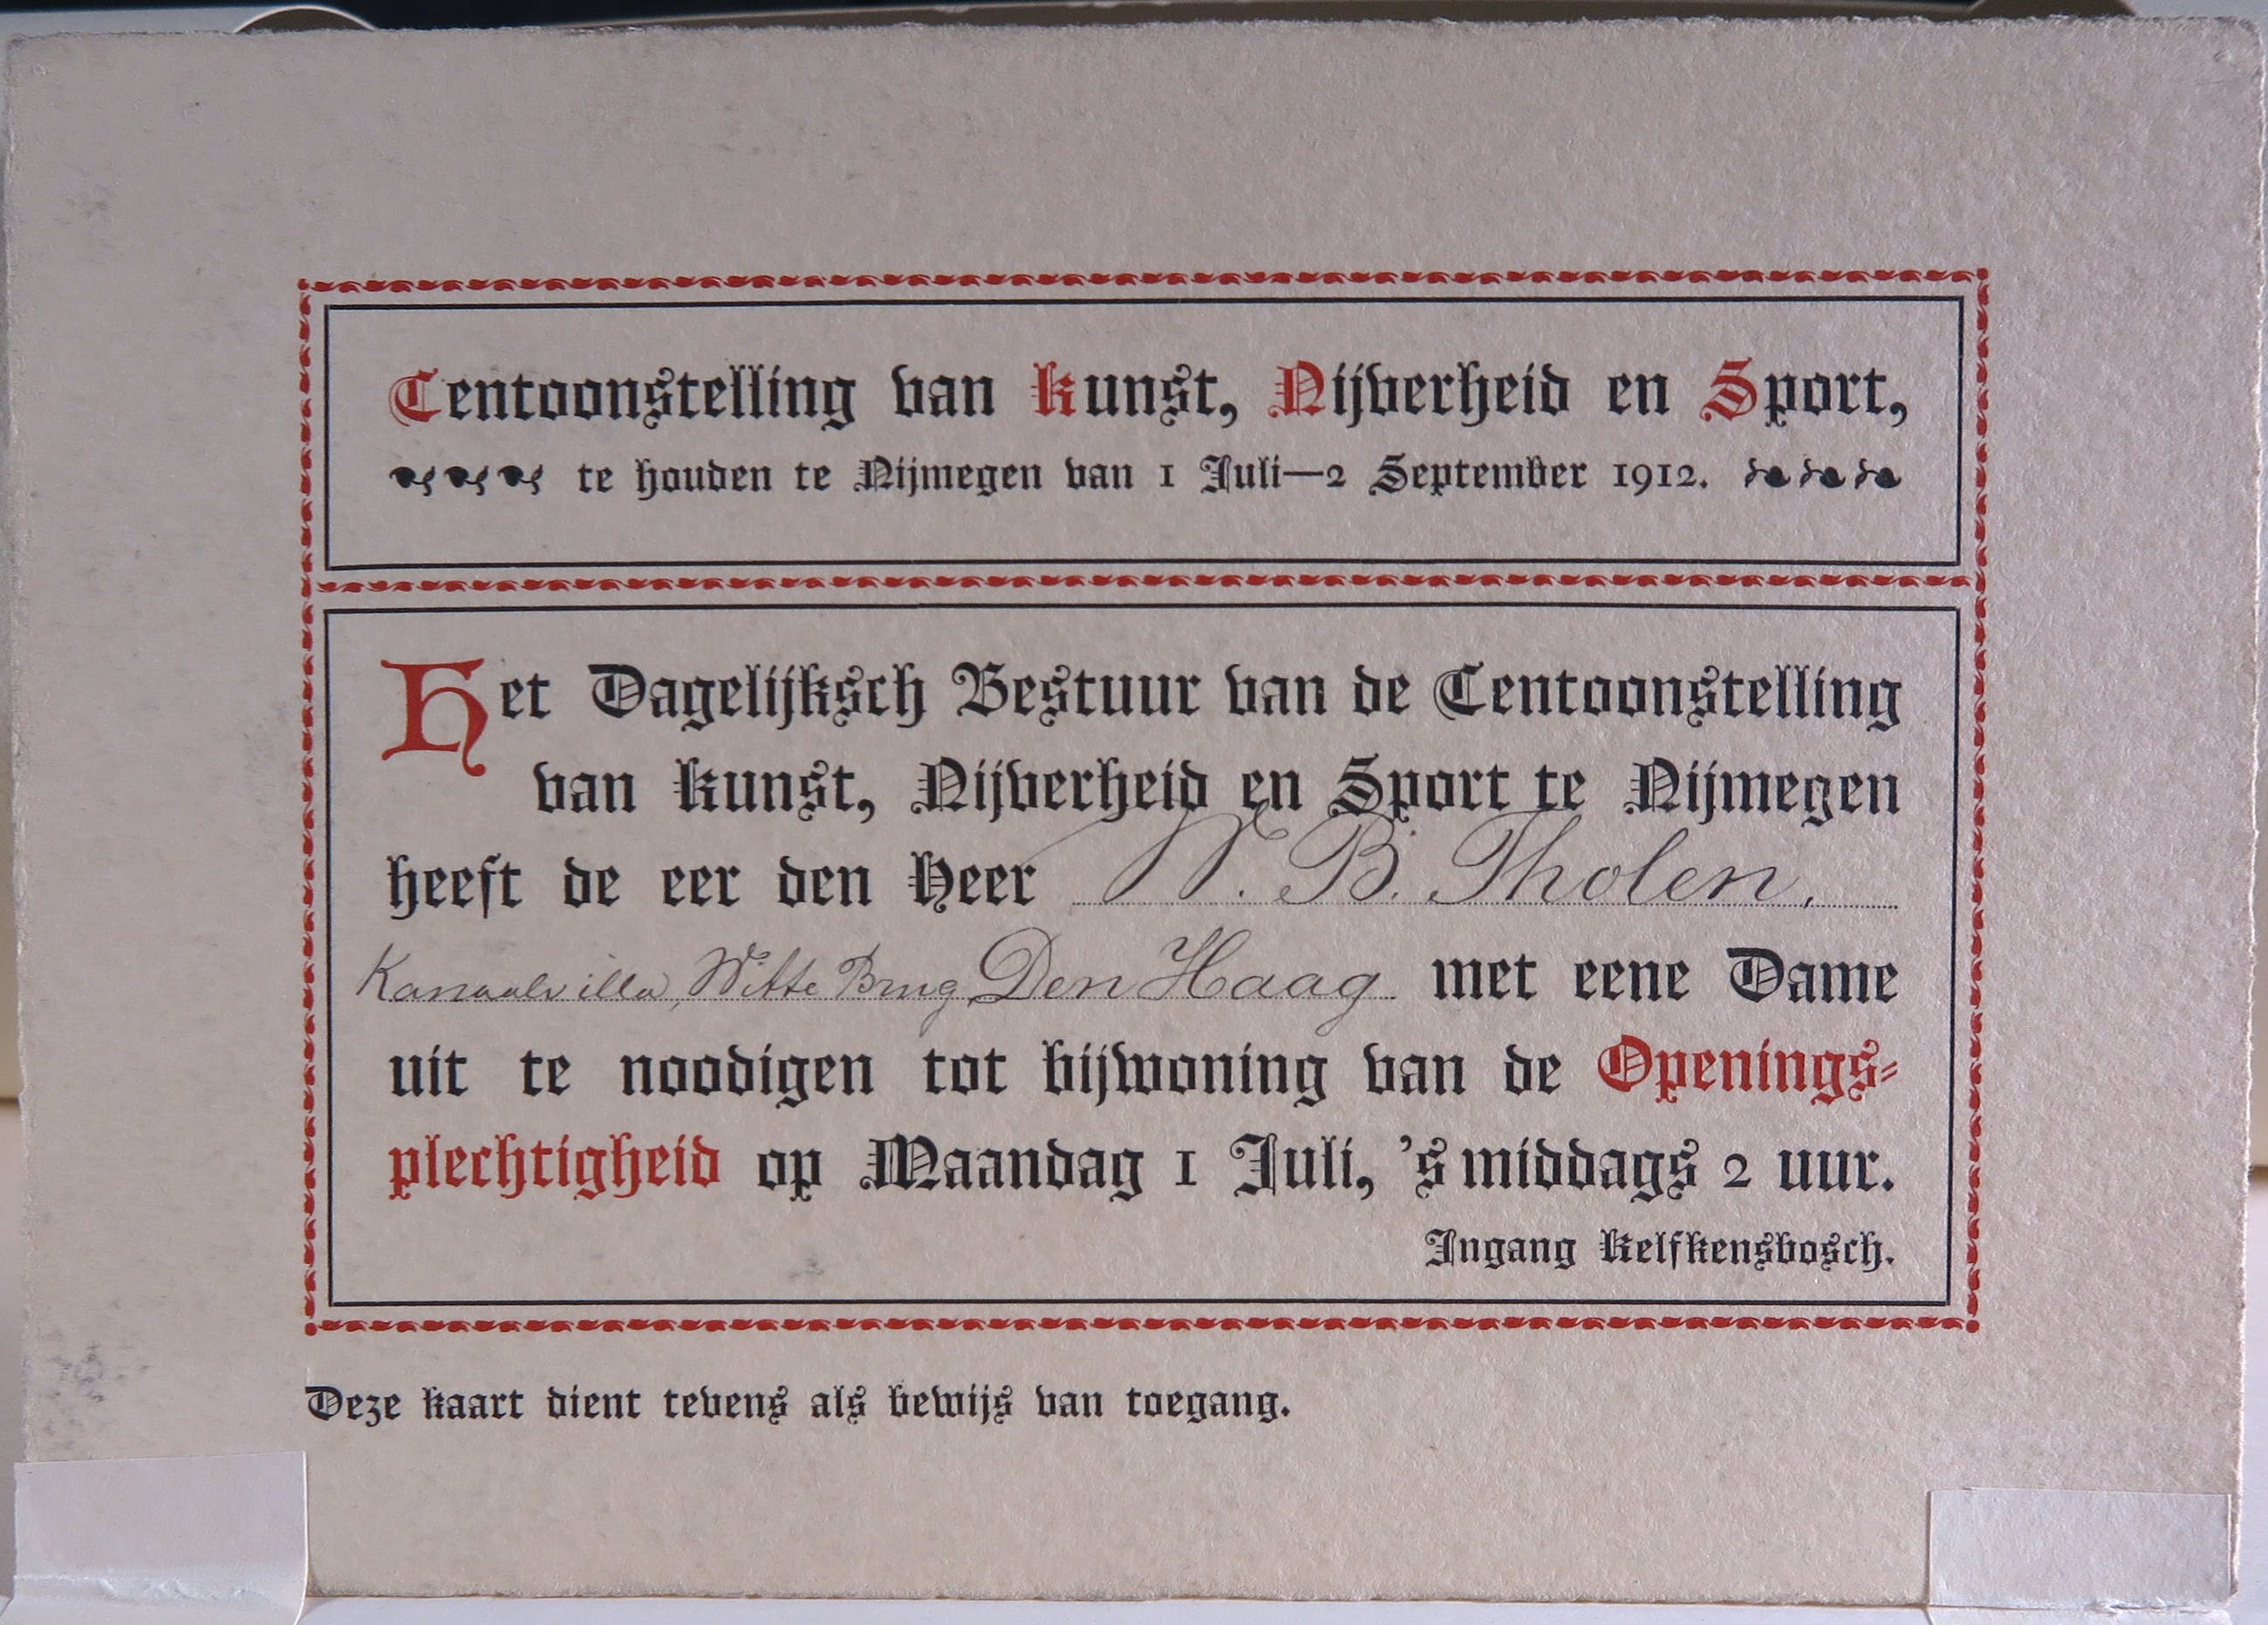 Tentoonstelling van Kunst, Nijverheid en Sport,
te houden te Nijmegen van 1 Juli—2 September 1912.
Het Dagelijksch Bestuur van de Tentoonstelling
van Kunst, Nijverheid en Sport te Nijmegen
heeft de eer den Heer W. B. Tholen.
Kanaalvilla, Witte Brug, Den Haag met eene Dame
uit te noodigen tot bijwoning van de Openings-
plechtigheid op Maandag 1 Juli, 's middags 2 uur.
Ingang Kelfkensbosch.
Deze kaart dient tevens als bewijs van toegang.